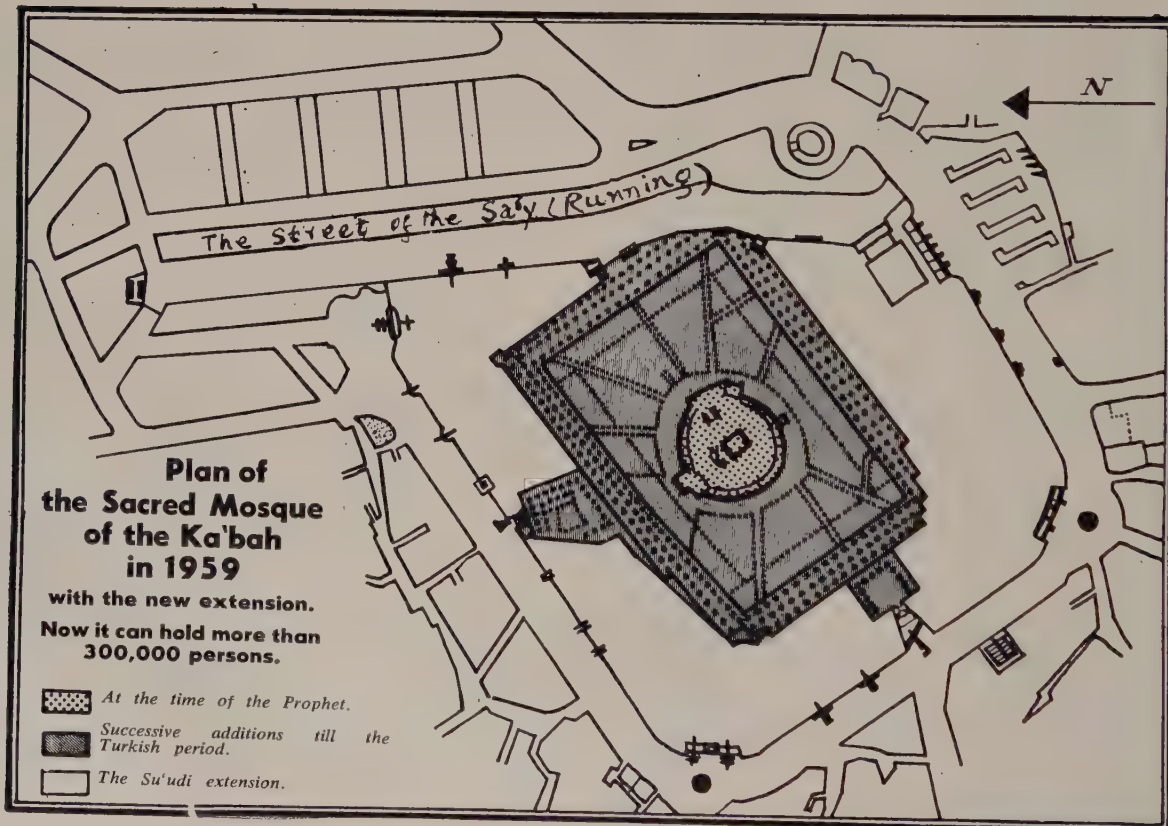 N
The Street of the Sa'y (Running)
Plan of
the Sacred Mosque
of the Ka'bah
in 1959
with the new extension.
Now it can hold more than
300,000 persons.
At the time of the Prophet.
Successive additions till the
Turkish period.
The Su'udi extension.